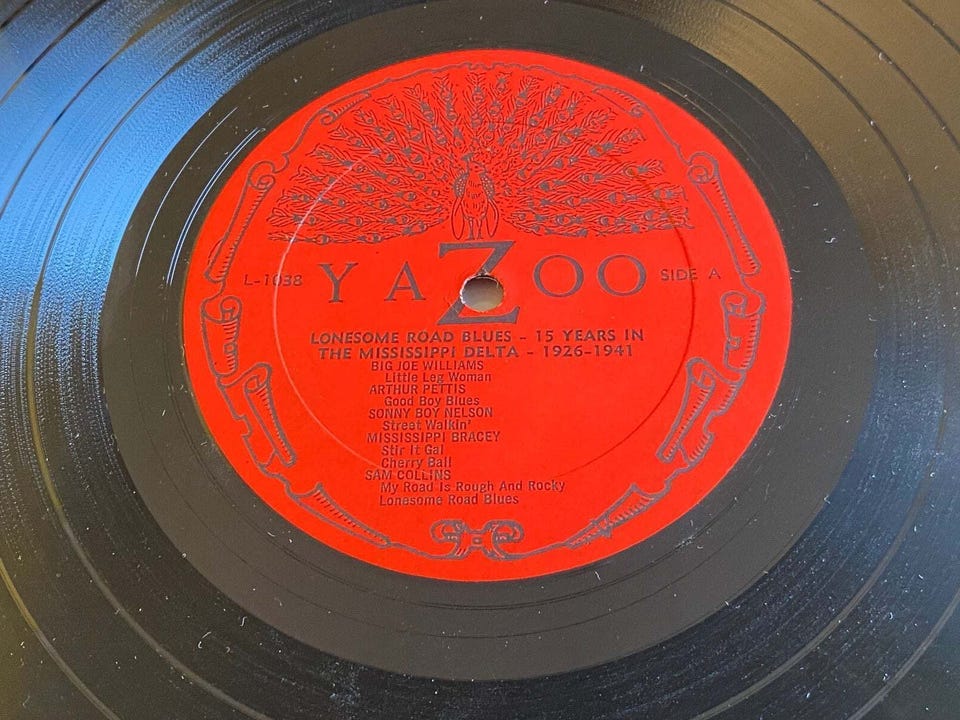 L-1038 YAZOO SIDE A
LONESOME ROAD BLUES - 15 YEARS IN
THE MISSISSIPPI DELTA - 1926-1941
BIG JOE WILLIAMS
Little Leg Woman
ARTHUR PETTIS
Good Boy Blues
SONNY BOY NELSON
Street Walkin'
MISSISSIPPI BRACEY
Stir It Gal
Cherry Ball
SAM COLLINS
My Road Is Rough And Rocky
Lonesome Road Blues